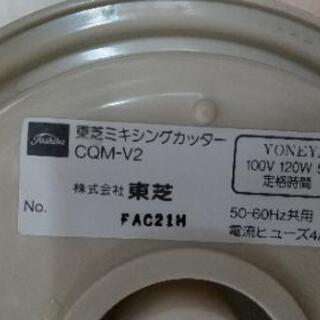 Toshiba
東芝ミキシングカッター
CQM-V2
株式会社 東芝
No.
FAC21H
YONEY
100V 120W 5
定格時間
50-60Hz共用
電流ヒューズ4